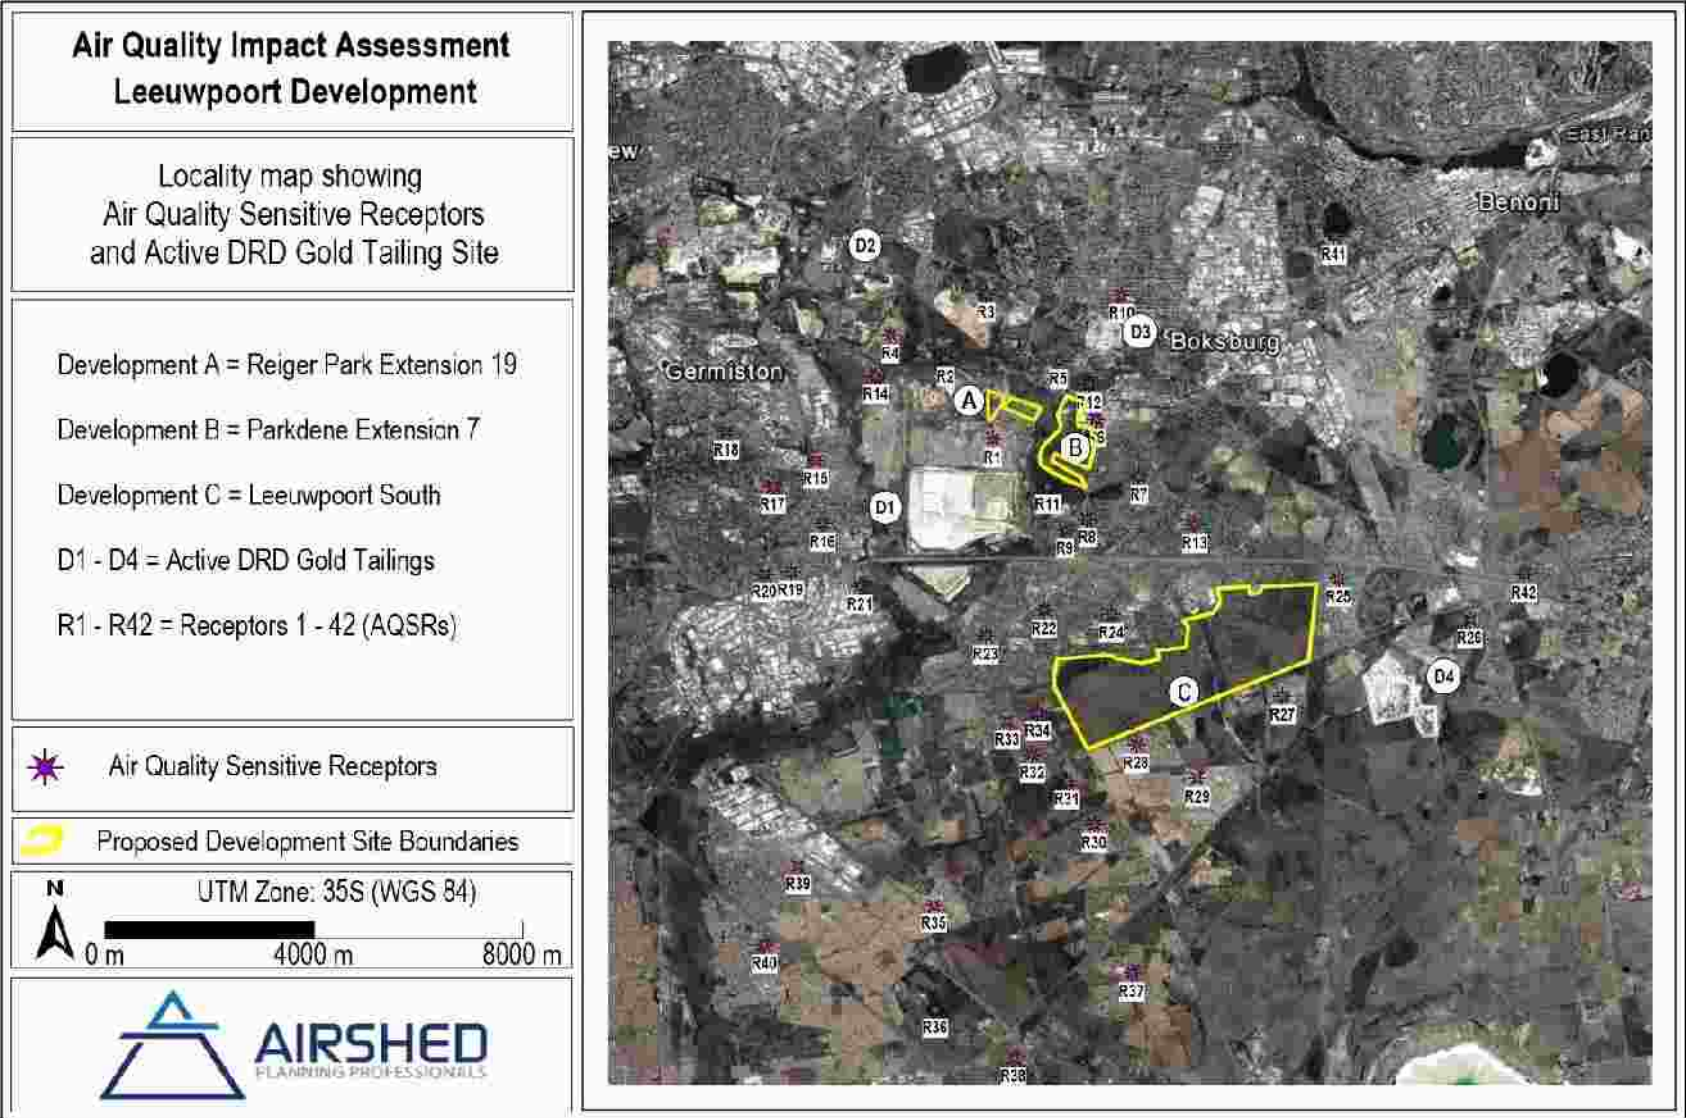 Air Quality Impact Assessment
Leeuwpoort Development
Locality map showing
Air Quality Sensitive Receptors
and Active DRD Gold Tailing Site
Development A = Reiger Park Extension 19
Development B = Parkdene Extension 7
Development C = Leeuwpoort South
D1 - D4 = Active DRD Gold Tailings
R1 - R42 = Receptors 1 - 42 (AQSRs)
Air Quality Sensitive Receptors
Proposed Development Site Boundaries
N
UTM Zone: 35S (WGS 84)
0 m 4000 m 8000 m
AIRSHED
PLANNING PROFESSIONALS
ew
East Ran
Benoni
D2
R41
R3
R10
D3
Boksburg
R4
Germiston
R2
R5
R14
A
R12
R18
R1
B
R15
R17
D1
R11
R7
R16
R9
R8
R13
R20
R19
R21
R25
R42
R22
R24
R23
R26
D4
C
R27
R33
R34
R28
R32
R31
R29
R30
R39
R35
R40
R37
R36
R38